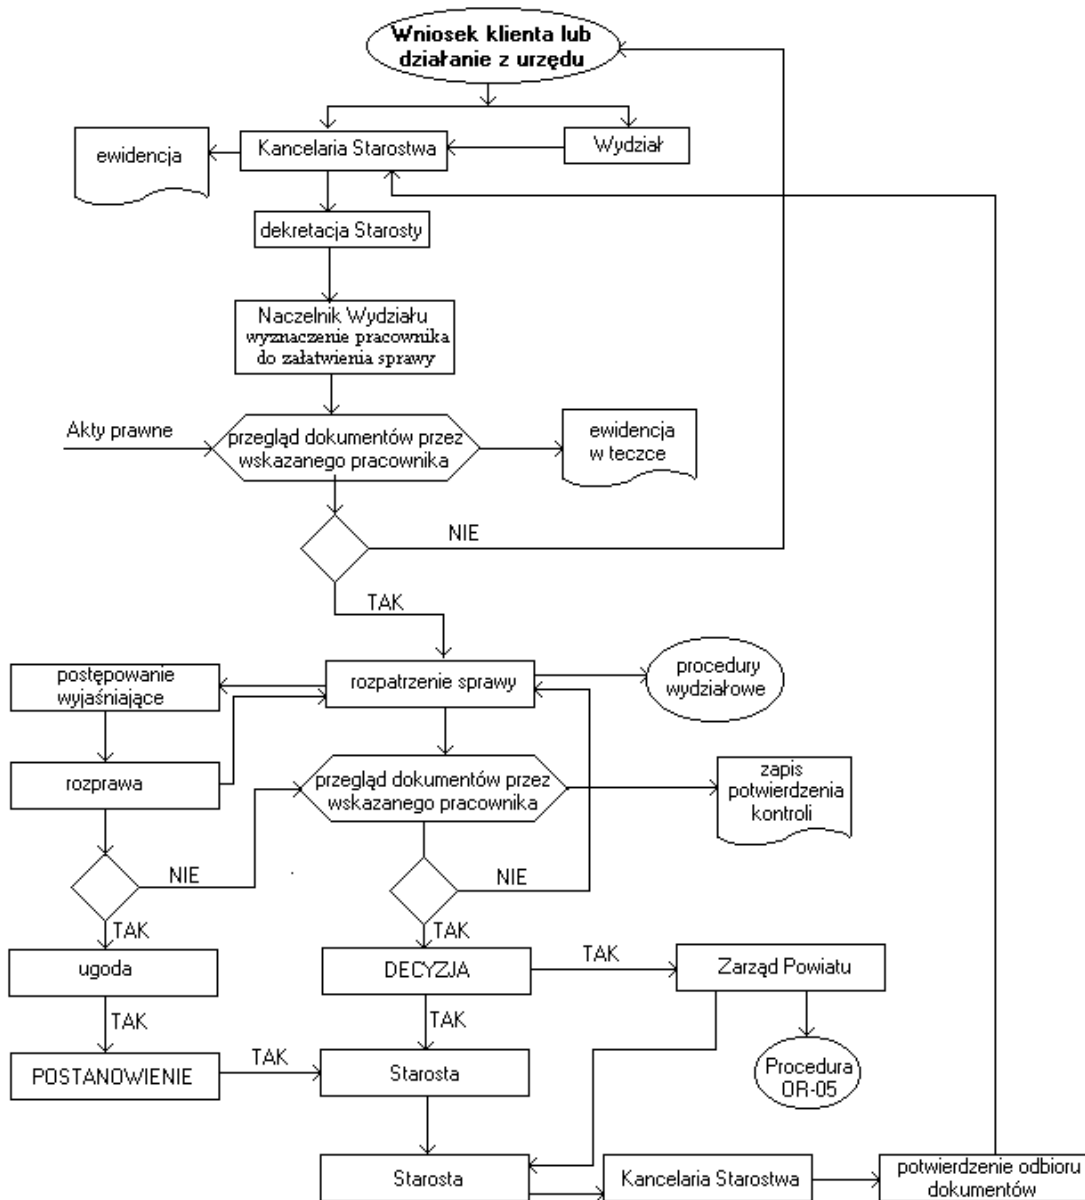 Wniosek klienta lub
działanie z urzędu
ewidencja
Kancelaria Starostwa
Wydział
dekretacja Starosty
Naczelnik Wydziału
wyznaczenie pracownika
do załatwienia sprawy
Akty prawne
przegląd dokumentów przez
wskazanego pracownika
ewidencja
w teczce
NIE
TAK
postępowanie
wyjaśniające
rozpatrzenie sprawy
procedury
wydziałowe
rozprawa
przegląd dokumentów przez
wskazanego pracownika
zapis
potwierdzenia
kontroli
NIE
NIE
TAK
TAK
ugoda
DECYZJA
TAK
Zarząd Powiatu
TAK
TAK
POSTANOWIENIE
TAK
Starosta
Procedura
OR-05
Starosta
Kancelaria Starostwa
potwierdzenie odbioru
dokumentów